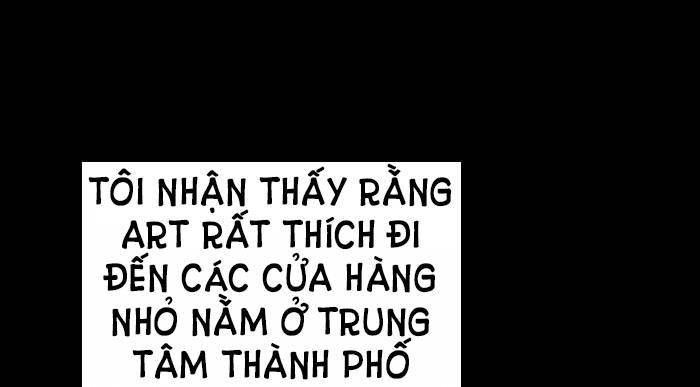 TÔI NHẬN THẤY RẰNG
ART RẤT THÍCH ĐI
ĐẾN CÁC CỬA HÀNG
NHỎ NẰM Ở TRUNG
TÂM THÀNH PHỐ